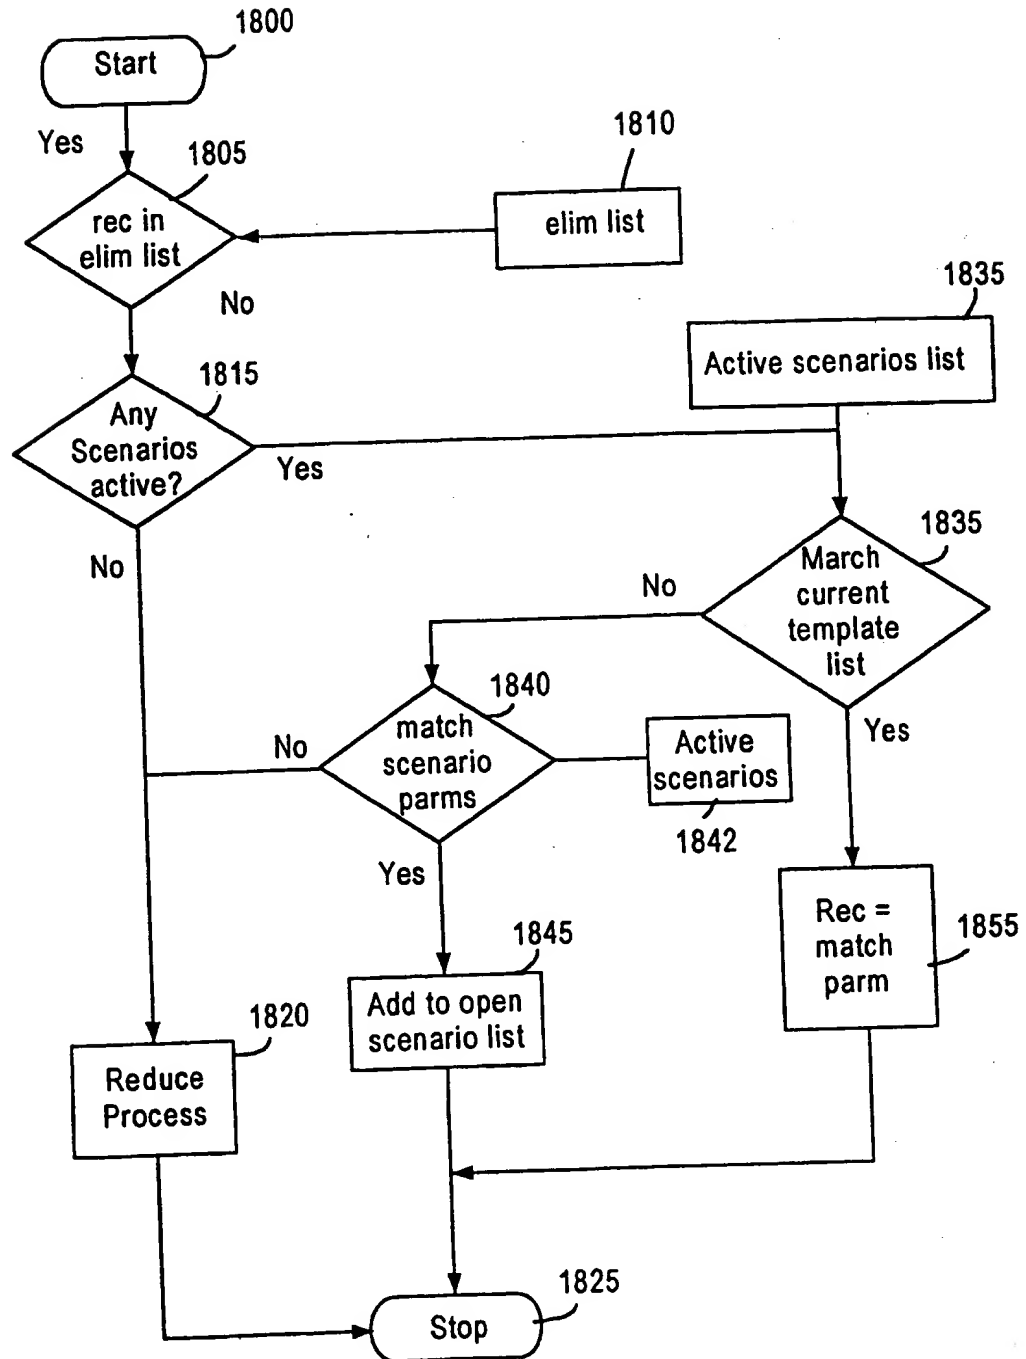 1800
Start
Yes
1805
rec in
elim list
1810
elim list
No
1835
Active scenarios list
1815
Any
Scenarios
active?
Yes
No
1835
March
current
template
list
No
Yes
1840
match
scenario
parms
No
Active
scenarios
1842
Yes
Rec =
match
parm
1855
1845
Add to open
scenario list
1820
Reduce
Process
1825
Stop